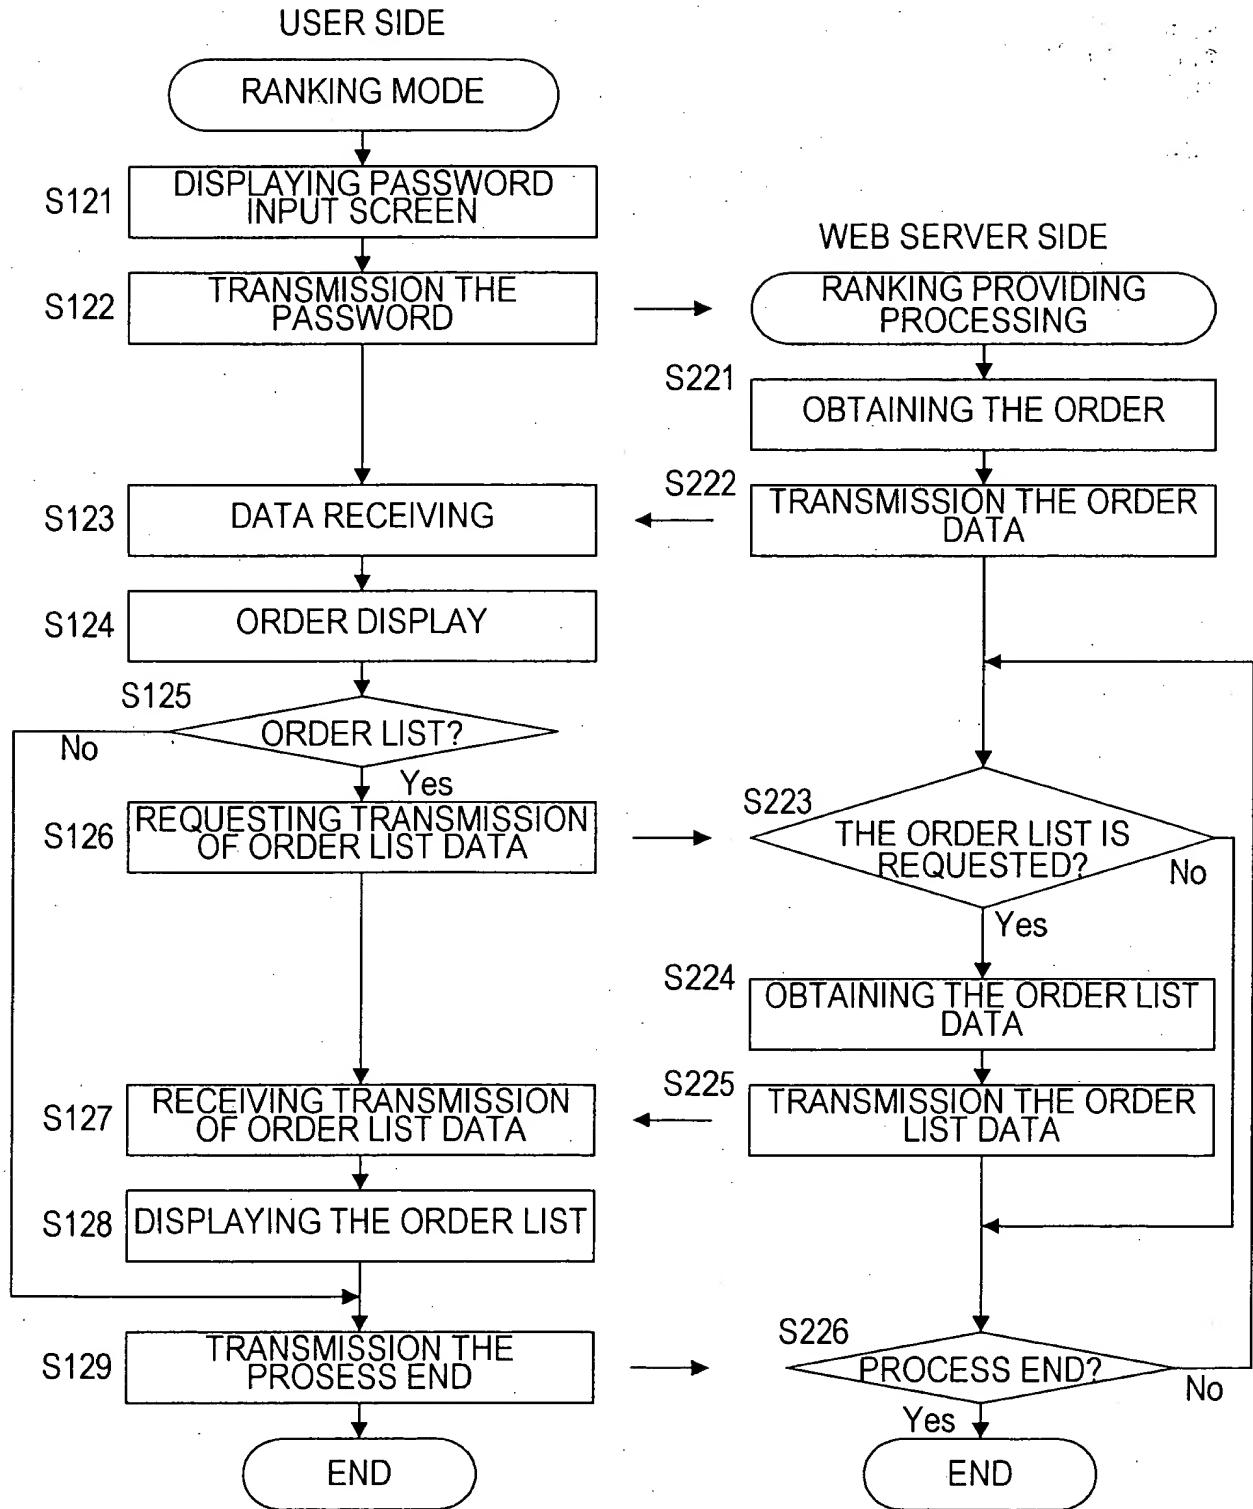 USER SIDE
RANKING MODE
S121
DISPLAYING PASSWORD
INPUT SCREEN
S122
TRANSMISSION THE
PASSWORD
S123
DATA RECEIVING
S124
ORDER DISPLAY
S125
ORDER LIST?
No
Yes
S126
REQUESTING TRANSMISSION
OF ORDER LIST DATA
S127
RECEIVING TRANSMISSION
OF ORDER LIST DATA
S128
DISPLAYING THE ORDER LIST
S129
TRANSMISSION THE
PROSESS END
END
WEB SERVER SIDE
RANKING PROVIDING
PROCESSING
S221
OBTAINING THE ORDER
S222
TRANSMISSION THE ORDER
DATA
S223
THE ORDER LIST IS
REQUESTED?
No
Yes
S224
OBTAINING THE ORDER LIST
DATA
S225
TRANSMISSION THE ORDER
LIST DATA
S226
PROCESS END?
No
Yes
END